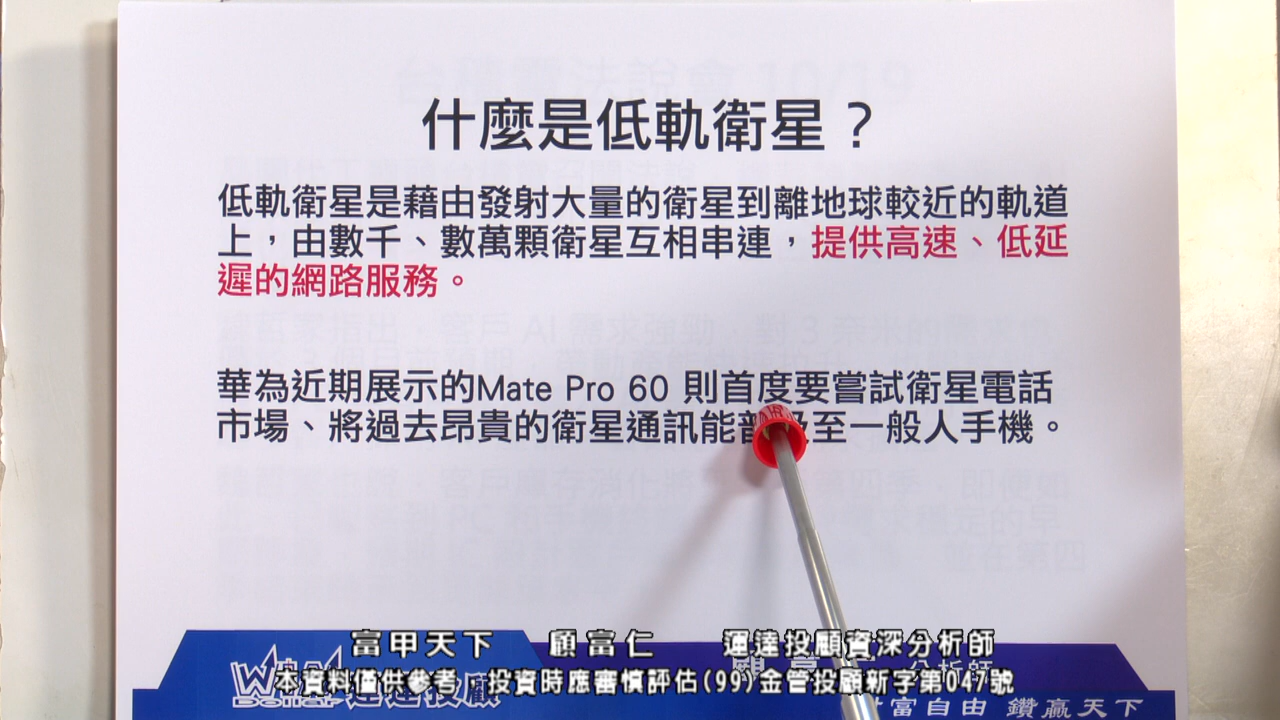 什麼是低軌衛星？
低軌衛星是藉由發射大量的衛星到離地球較近的軌道
上，由數千、數萬顆衛星互相串連，提供高速、低延
遲的網路服務。
華為近期展示的Mate Pro 60 則首度要嘗試衛星電話
市場、將過去昂貴的衛星通訊能普及至一般人手機。
富甲天下 顧富仁 運達投顧資深分析師
本資料僅供參考 投資時應審慎評估(99)金管投顧新字第047號
富自由 鑽贏天下